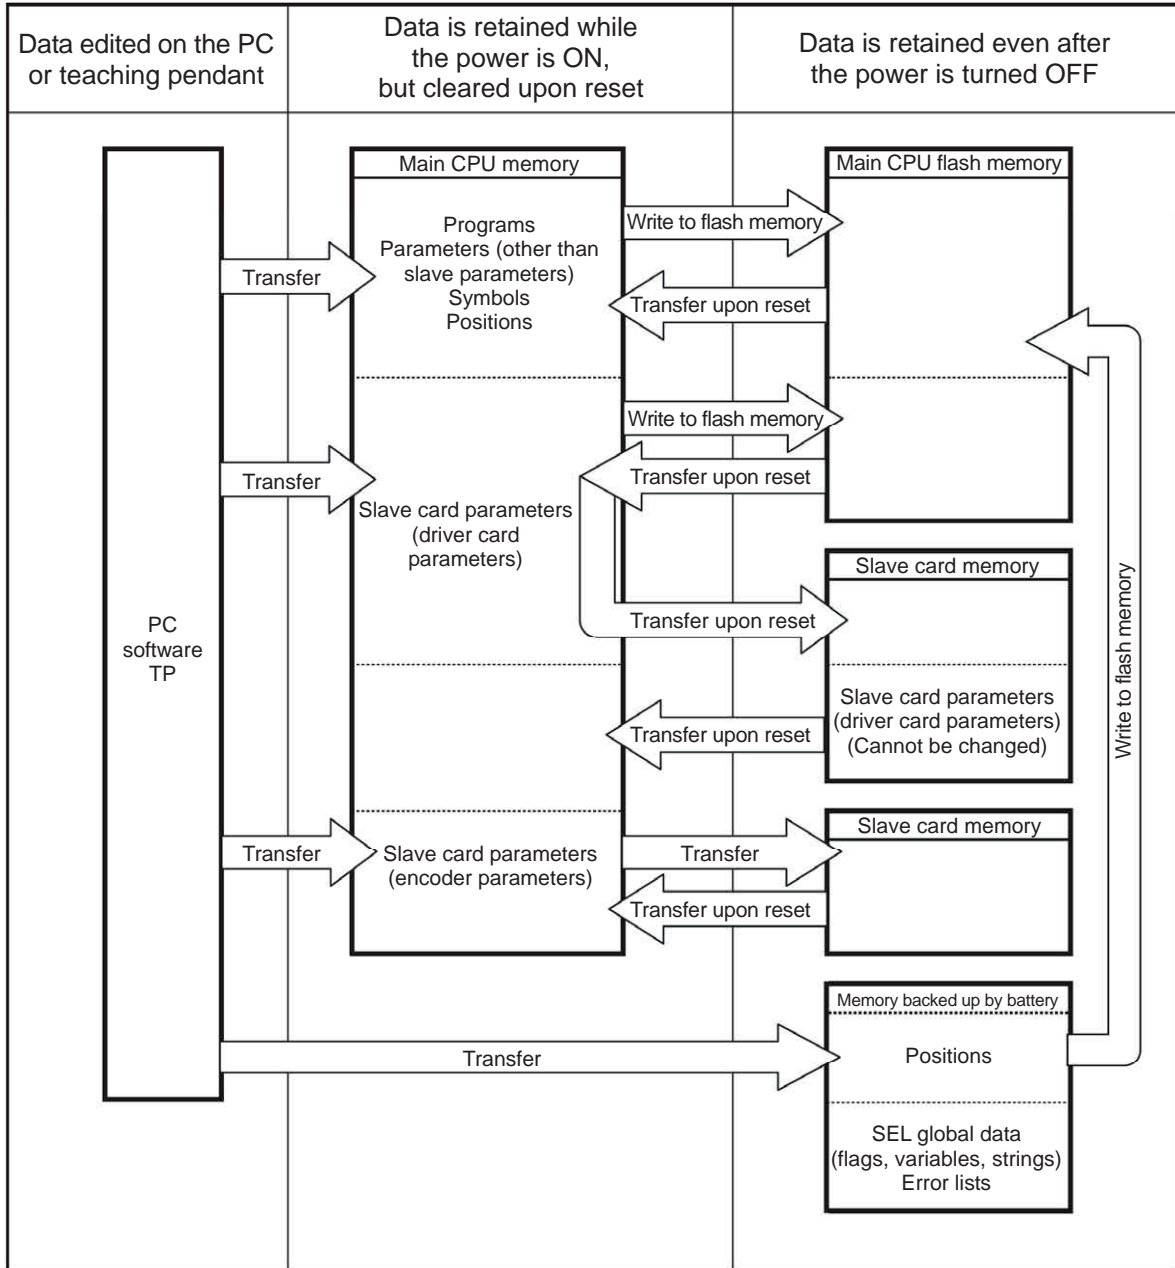 Data edited on the PC
or teaching pendant
Data is retained while
the power is ON,
but cleared upon reset
Data is retained even after
the power is turned OFF
PC
software
TP
Transfer
Transfer
Transfer
Transfer
Main CPU memory
Programs
Parameters (other than
slave parameters)
Symbols
Positions
Slave card parameters
(driver card
parameters)
Slave card parameters
(encoder parameters)
Write to flash memory
Transfer upon reset
Write to flash memory
Transfer upon reset
Transfer upon reset
Transfer upon reset
Transfer
Transfer upon reset
Main CPU flash memory
Slave card memory
Slave card parameters
(driver card parameters)
(Cannot be changed)
Slave card memory
Memory backed up by battery
Positions
SEL global data
(flags, variables, strings)
Error lists
Write to flash memory